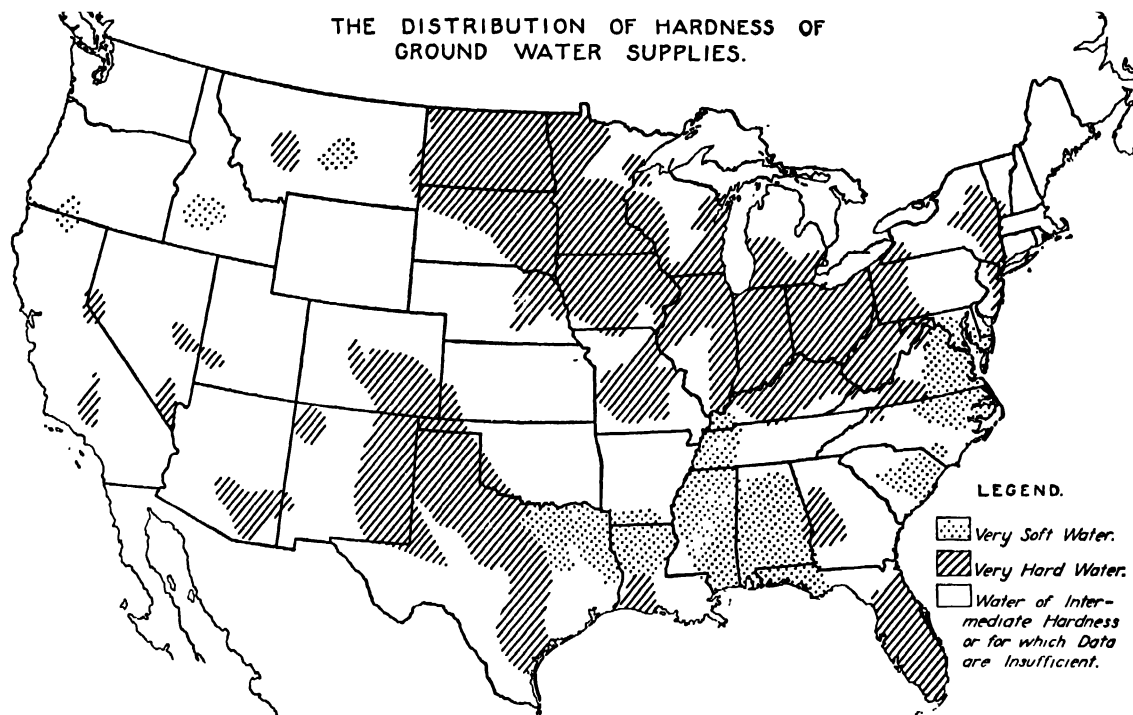 THE DISTRIBUTION OF HARDNESS OF
GROUND WATER SUPPLIES.
LEGEND.
Very Soft Water.
Very Hard Water.
Water of Inter-
mediate Hardness
or for which Data
are Insufficient.